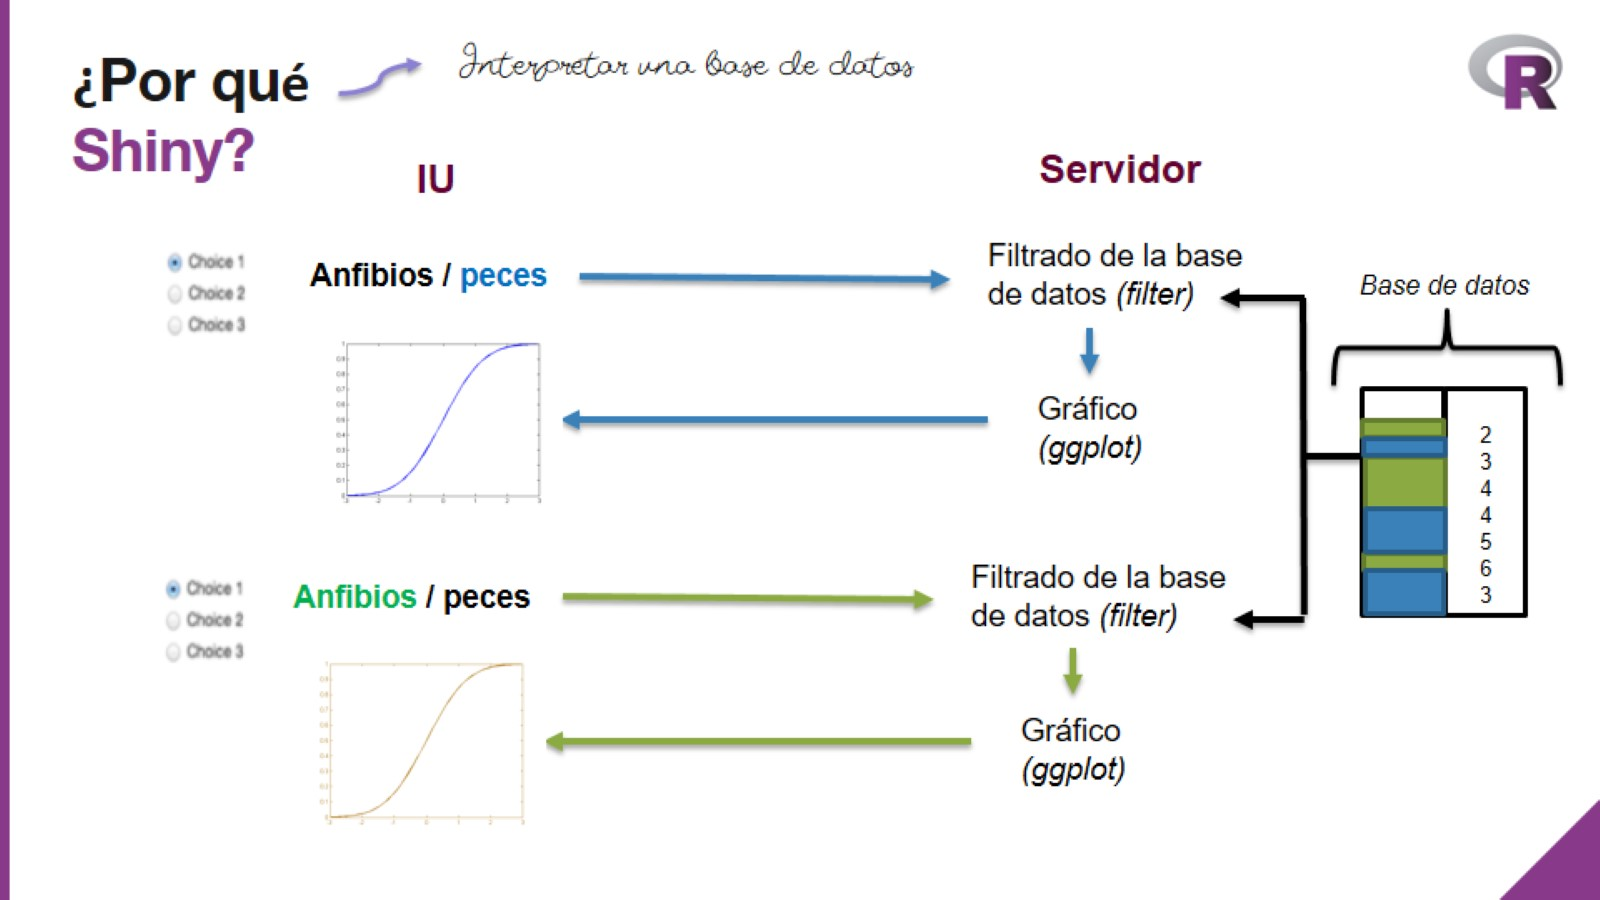 ¿Por qué
Shiny?
Interpretar una base de datos
R
IU
Servidor
Choice 1
Choice 2
Choice 3
Anfibios / peces
Filtrado de la base
de datos (filter)
Base de datos
Gráfico
(ggplot)
2
3
4
4
5
6
3
Choice 1
Choice 2
Choice 3
Anfibios / peces
Filtrado de la base
de datos (filter)
Gráfico
(ggplot)